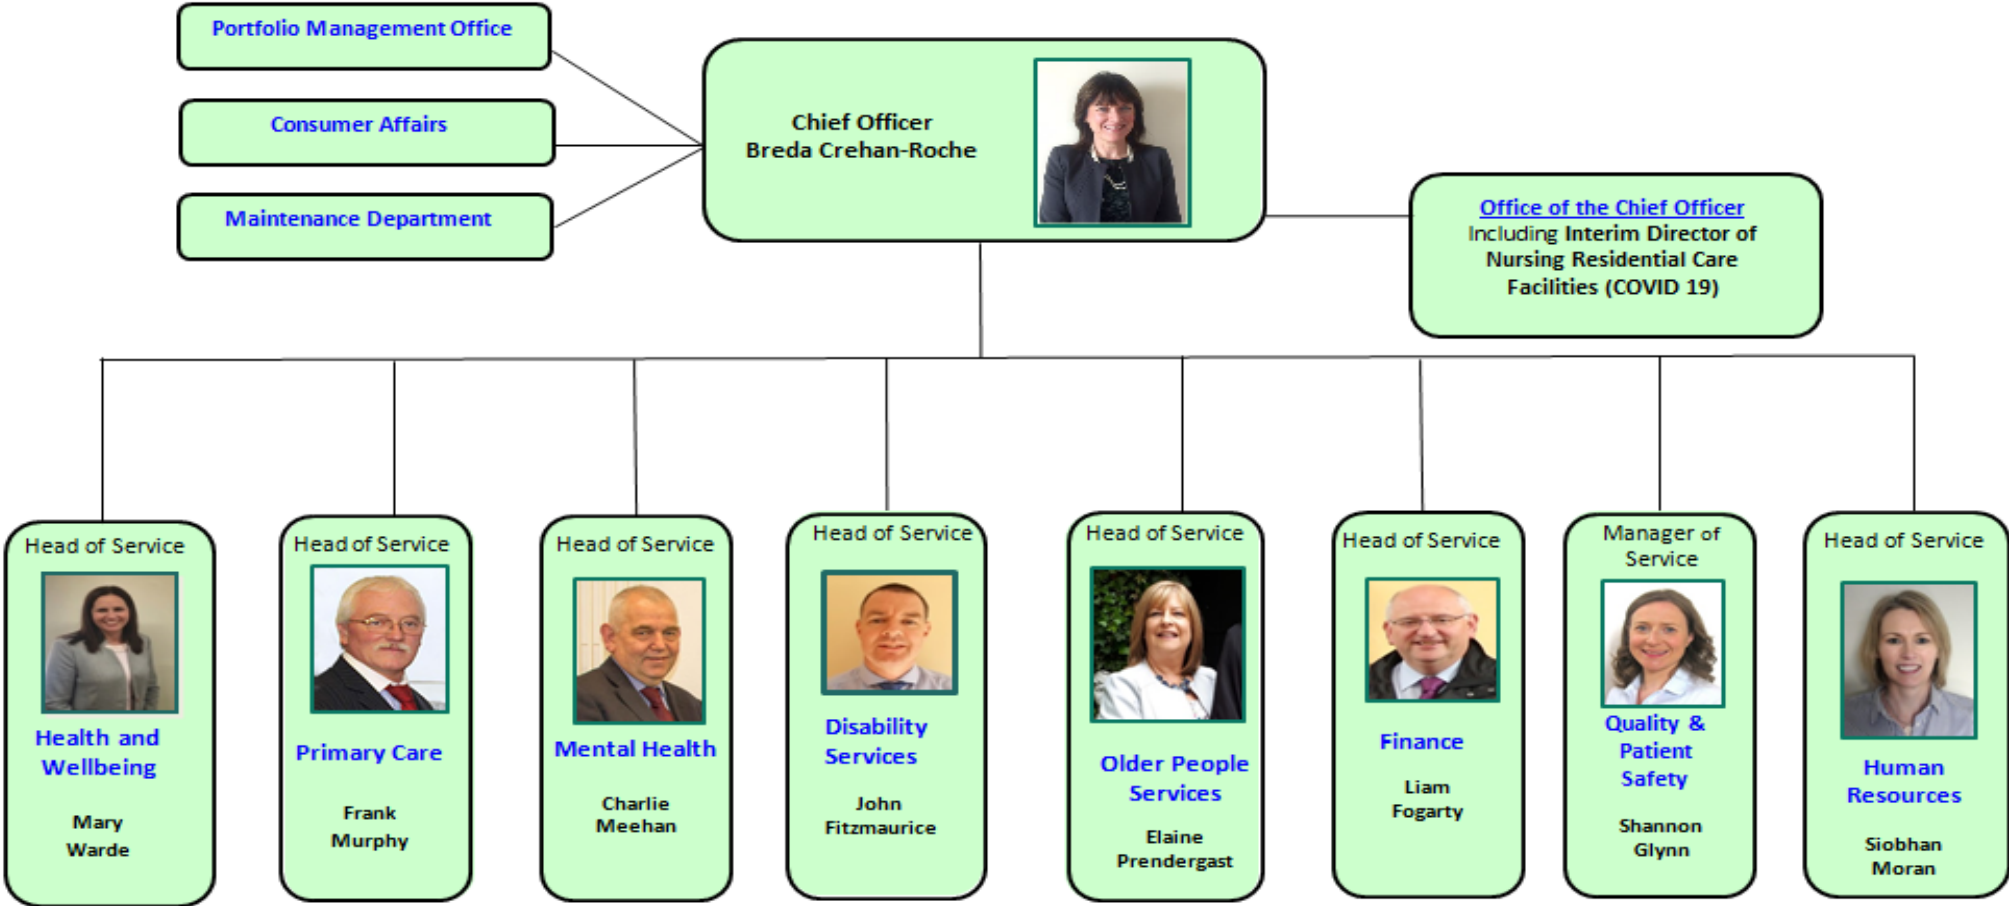 Portfolio Management Office
Consumer Affairs
Maintenance Department
Chief Officer
Breda Crehan-Roche
Office of the Chief Officer
Including Interim Director of
Nursing Residential Care
Facilities (COVID 19)
Head of Service
Health and
Wellbeing
Mary
Warde
Head of Service
Primary Care
Frank
Murphy
Head of Service
Mental Health
Charlie
Meehan
Head of Service
Disability
Services
John
Fitzmaurice
Head of Service
Older People
Services
Elaine
Prendergast
Head of Service
Finance
Liam
Fogarty
Manager of
Service
Quality &
Patient
Safety
Shannon
Glynn
Head of Service
Human
Resources
Siobhan
Moran